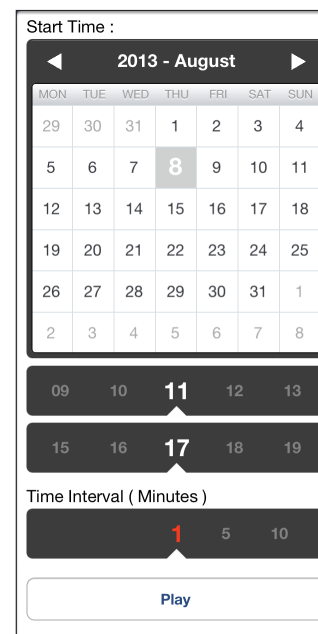 Start Time :
2013 - August
MON TUE WED THU FRI SAT SUN
29 30 31 1 2 3 4
5 6 7 8 9 10 11
12 13 14 15 16 17 18
19 20 21 22 23 24 25
26 27 28 29 30 31 1
2 3 4 5 6 7 8
09 10 11 12 13
15 16 17 18 19
Time Interval ( Minutes )
1 5 10
Play